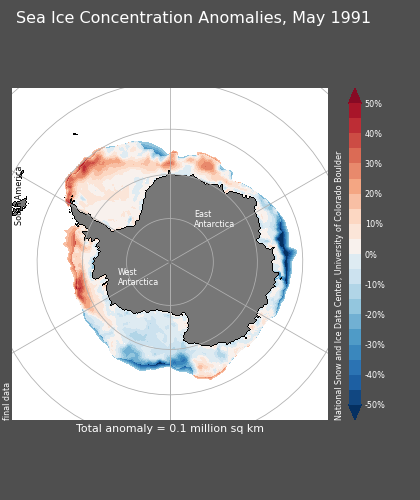 Sea Ice Concentration Anomalies, May 1991
South America
East
Antarctica
West
Antarctica
final data
National Snow and Ice Data Center, University of Colorado Boulder
50%
40%
30%
20%
10%
0%
-10%
-20%
-30%
-40%
-50%
Total anomaly = 0.1 million sq km